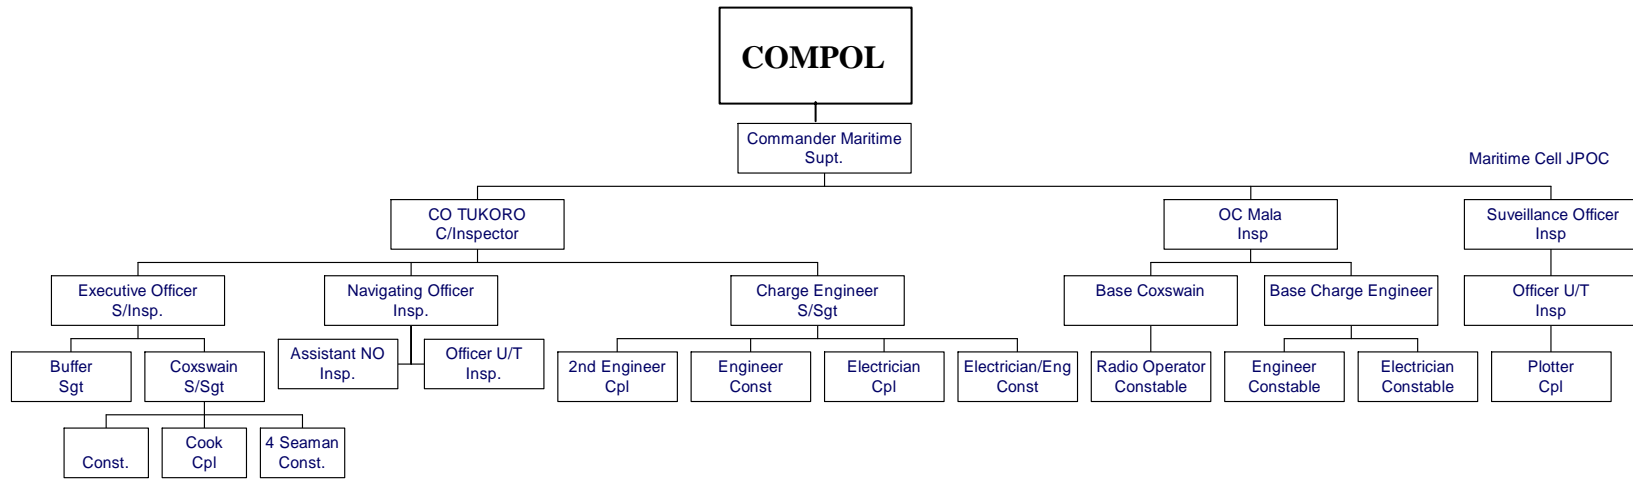 COMPOL
Commander Maritime
Supt.
Maritime Cell JPOC
CO TUKORO
C/Inspector
OC Mala
Insp
Suveillance Officer
Insp
Executive Officer
S/Insp.
Navigating Officer
Insp.
Charge Engineer
S/Sgt
Base Coxswain
Base Charge Engineer
Officer U/T
Insp
Buffer
Sgt
Coxswain
S/Sgt
Assistant NO
Insp.
Officer U/T
Insp.
2nd Engineer
Cpl
Engineer
Const
Electrician
Cpl
Electrician/Eng
Const
Radio Operator
Constable
Engineer
Constable
Electrician
Constable
Plotter
Cpl
Const.
Cook
Cpl
4 Seaman
Const.